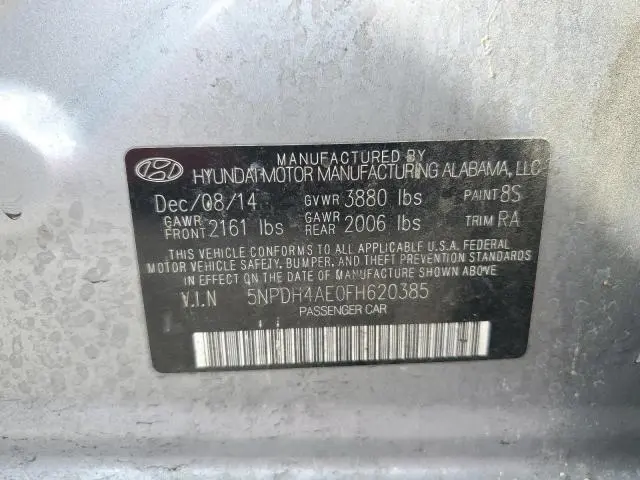 MANUFACTURED BY
HYUNDAI MOTOR MANUFACTURING ALABAMA, LLC
Dec/08/14 GVWR 3880 lbs PAINT 8S
GAWR FRONT 2161 lbs GAWR REAR 2006 lbs TRIM RA
THIS VEHICLE CONFORMS TO ALL APPLICABLE U.S.A. FEDERAL
MOTOR VEHICLE SAFETY, BUMPER, AND THEFT PREVENTION STANDARDS
IN EFFECT ON THE DATE OF MANUFACTURE SHOWN ABOVE
V.I.N 5NPDH4AE0FH620385
PASSENGER CAR